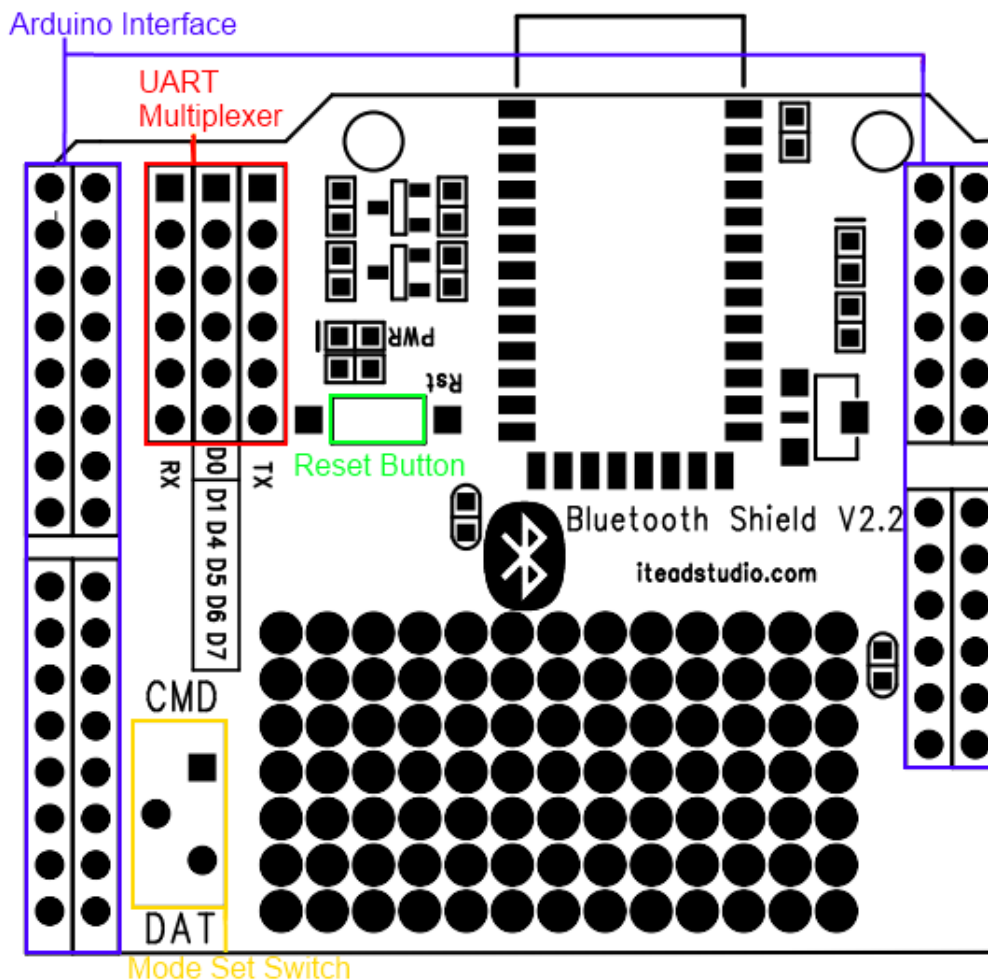 Arduino Interface
UART
Multiplexer
PWR
Rst
Reset Button
RX
D0 D1 D4 D5 D6 D7
TX
Bluetooth Shield V2.2
iteadstudio.com
CMD
DAT
Mode Set Switch